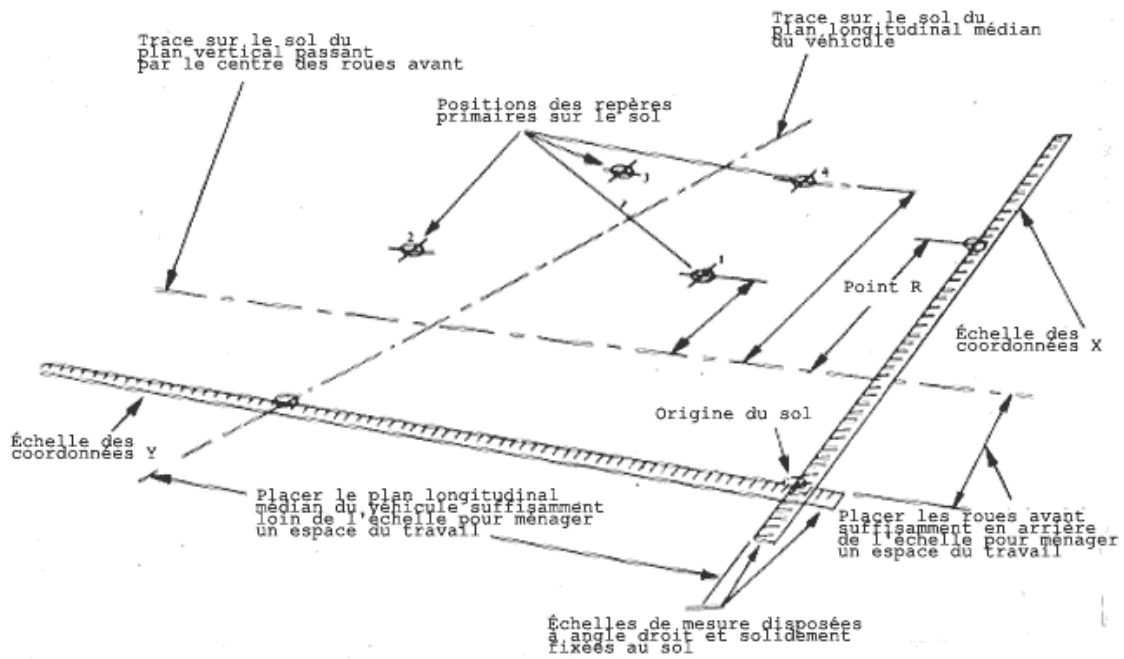 Trace sur le sol du
plan longitudinal médian
du véhicule
Trace sur le sol du
plan vertical passant
par le centre des roues avant
Positions des repères
primaires sur le sol
3
4
2
1
Point R
Échelle des
coordonnées X
Origine du sol
Échelle des
coordonnées Y
Placer le plan longitudinal
médian du véhicule suffisamment
loin de l'échelle pour ménager
un espace du travail
Placer les roues avant
suffisamment en arrière
de l'échelle pour ménager
un espace du travail
Échelles de mesure disposées
à angle droit et solidement
fixées au sol